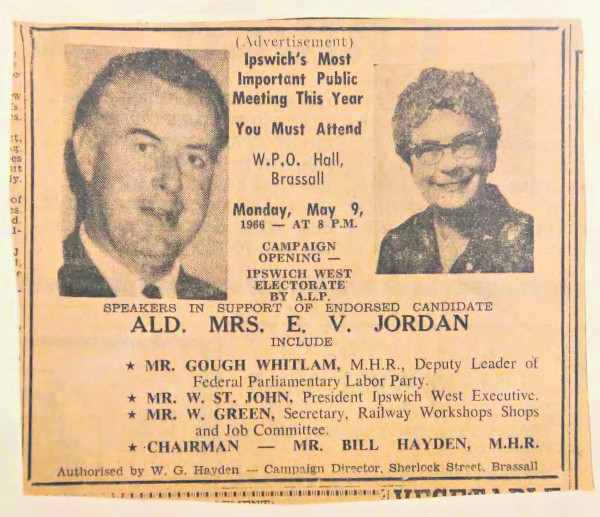 (Advertisement)
Ipswich's Most
Important Public
Meeting This Year
You Must Attend
W.P.O. Hall,
Brassall
Monday, May 9,
1966 — AT 8 P.M.
CAMPAIGN
OPENING —
IPSWICH WEST
ELECTORATE
BY A.L.P.
SPEAKERS IN SUPPORT OF ENDORSED CANDIDATE
ALD. MRS. E. V. JORDAN
INCLUDE
★ MR. GOUGH WHITLAM, M.H.R., Deputy Leader of
Federal Parliamentary Labor Party.
★ MR. W. ST. JOHN, President Ipswich West Executive.
★ MR. W. GREEN, Secretary, Railway Workshops Shops
and Job Committee.
★ CHAIRMAN — MR. BILL HAYDEN, M.H.R.
Authorised by W. G. Hayden — Campaign Director, Sherlock Street, Brassall